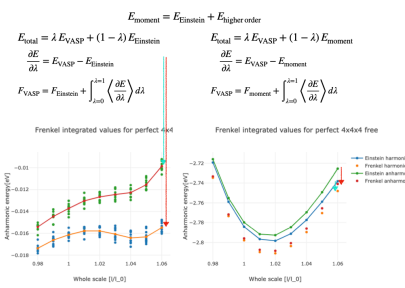 E_moment = E_Einstein + E_higher order
E_total = λ E_VASP + (1 − λ) E_Einstein
∂E/∂λ = E_VASP − E_Einstein
F_VASP = F_Einstein + ∫_{λ=0}^{λ=1} ⟨∂E/∂λ⟩ dλ
E_total = λ E_VASP + (1 − λ) E_moment
∂E/∂λ = E_VASP − E_moment
F_VASP = F_moment + ∫_{λ=0}^{λ=1} ⟨∂E/∂λ⟩ dλ
Frenkel integrated values for perfect 4x4
Anharmonic energy[eV]
−0.01
−0.012
−0.014
−0.016
−0.018
0.98
1
1.02
1.04
1.06
Whole scale [l/l_0]
Frenkel integrated values for perfect 4x4x4 free
Anharmonic energy[eV]
−2.72
−2.74
−2.76
−2.78
−2.8
0.98
1
1.02
1.04
1.06
Whole scale [l/l_0]
Einstein harmonic
Frenkel harmonic
Einstein anharmo
Frenkel anharmo